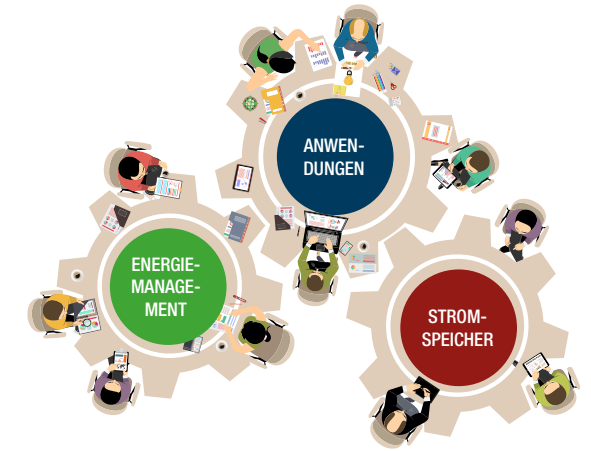 ANWEN-
DUNGEN
ENERGIE-
MANAGE-
MENT
STROM-
SPEICHER